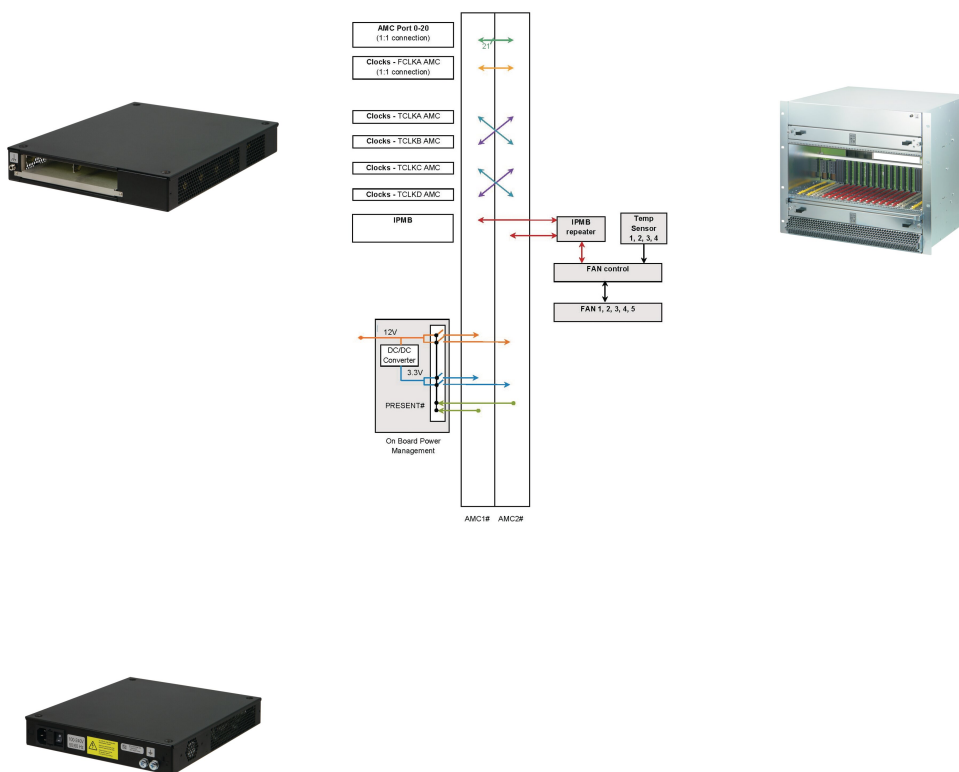 AMC Port 0-20
(1:1 connection)
21
Clocks - FCLKA AMC
(1:1 connection)
Clocks - TCLKA AMC
Clocks - TCLKB AMC
Clocks - TCLKC AMC
Clocks - TCLKD AMC
IPMB
IPMB
repeater
Temp
Sensor
1, 2, 3, 4
FAN control
FAN 1, 2, 3, 4, 5
12V
DC/DC
Converter
3.3V
PRESENT#
On Board Power
Management
AMC1# AMC2#
100-240V